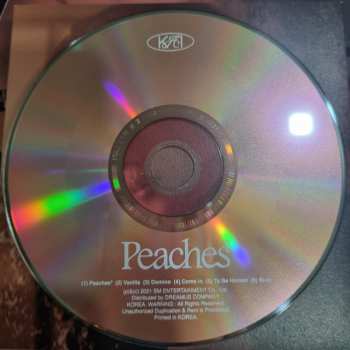 KAI
Peaches
(1) Peaches* (2) Vanilla (3) Domino (4) Come in (5) To Be Honest (6) Blue
(p)&(c) 2021 SM ENTERTAINMENT Co., Ltd.
Distributed by DREAMUS COMPANY.
KOREA. WARNING : All Rights Reserved.
Unauthorized Duplication & Rent is Prohibited.
Printed in KOREA.